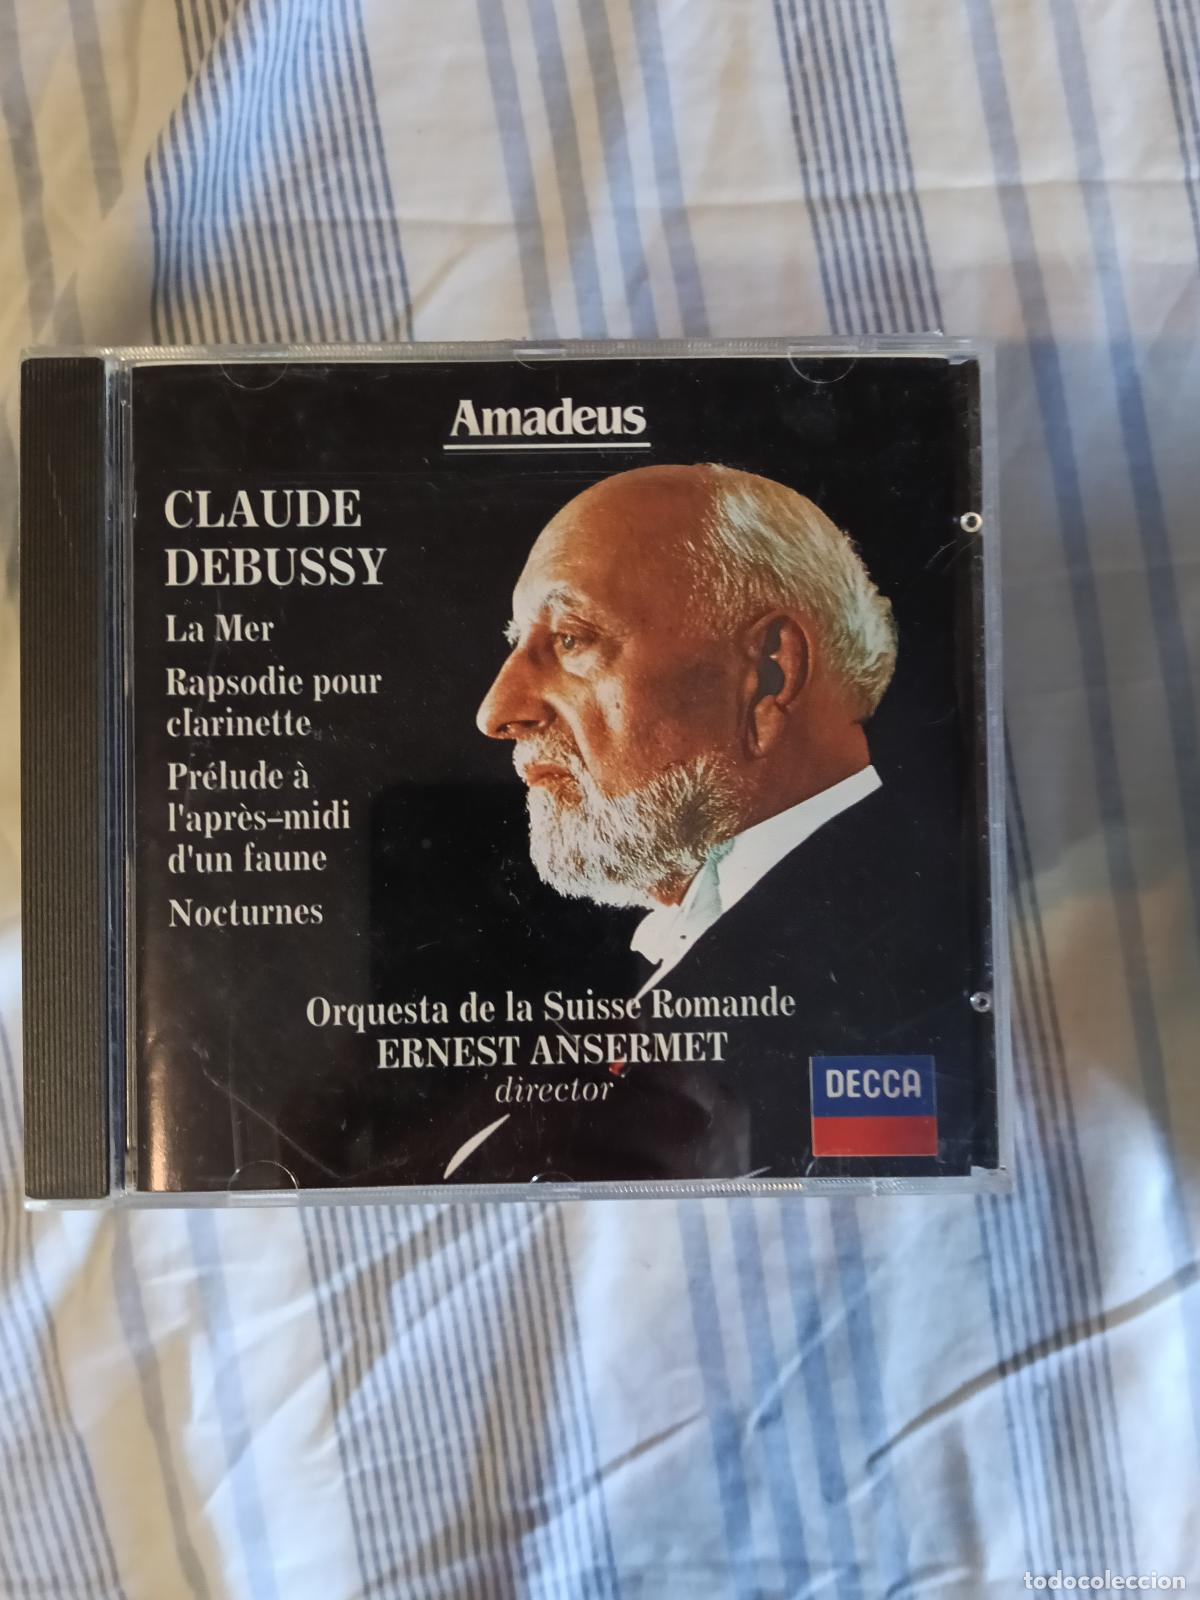 Amadeus
CLAUDE
DEBUSSY
La Mer
Rapsodie pour
clarinette
Prélude à
l'après-midi
d'un faune
Nocturnes
Orquesta de la Suisse Romande
ERNEST ANSERMET
director
DECCA
todocoleccion